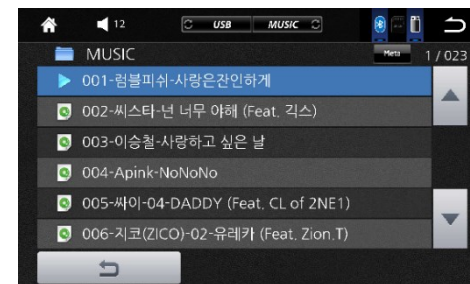 12 USB MUSIC
MUSIC Meta 1/023
001-럼블피쉬-사랑은잔인하게
002-씨스타-넌 너무 야해 (Feat. 긱스)
003-이승철-사랑하고 싶은 날
004-Apink-NoNoNo
005-싸이-04-DADDY (Feat. CL of 2NE1)
006-지코(ZICO)-02-유레카 (Feat. Zion.T)